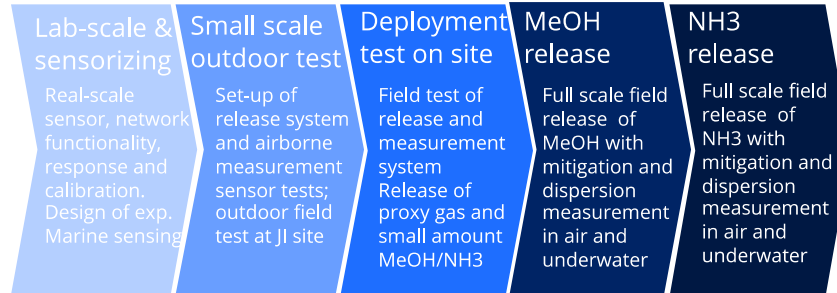 Lab-scale &
sensorizing
Real-scale
sensor, network
functionality,
response and
calibration.
Design of exp.
Marine sensing
Small scale
outdoor test
Set-up of
release system
and airborne
measurement
sensor tests;
outdoor field
test at JI site
Deployment
test on site
Field test of
release and
measurement
system
Release of
proxy gas and
small amount
MeOH/NH3
MeOH
release
Full scale field
release of
MeOH with
mitigation and
dispersion
measurement
in air and
underwater
NH3
release
Full scale field
release of
NH3 with
mitigation and
dispersion
measurement
in air and
underwater